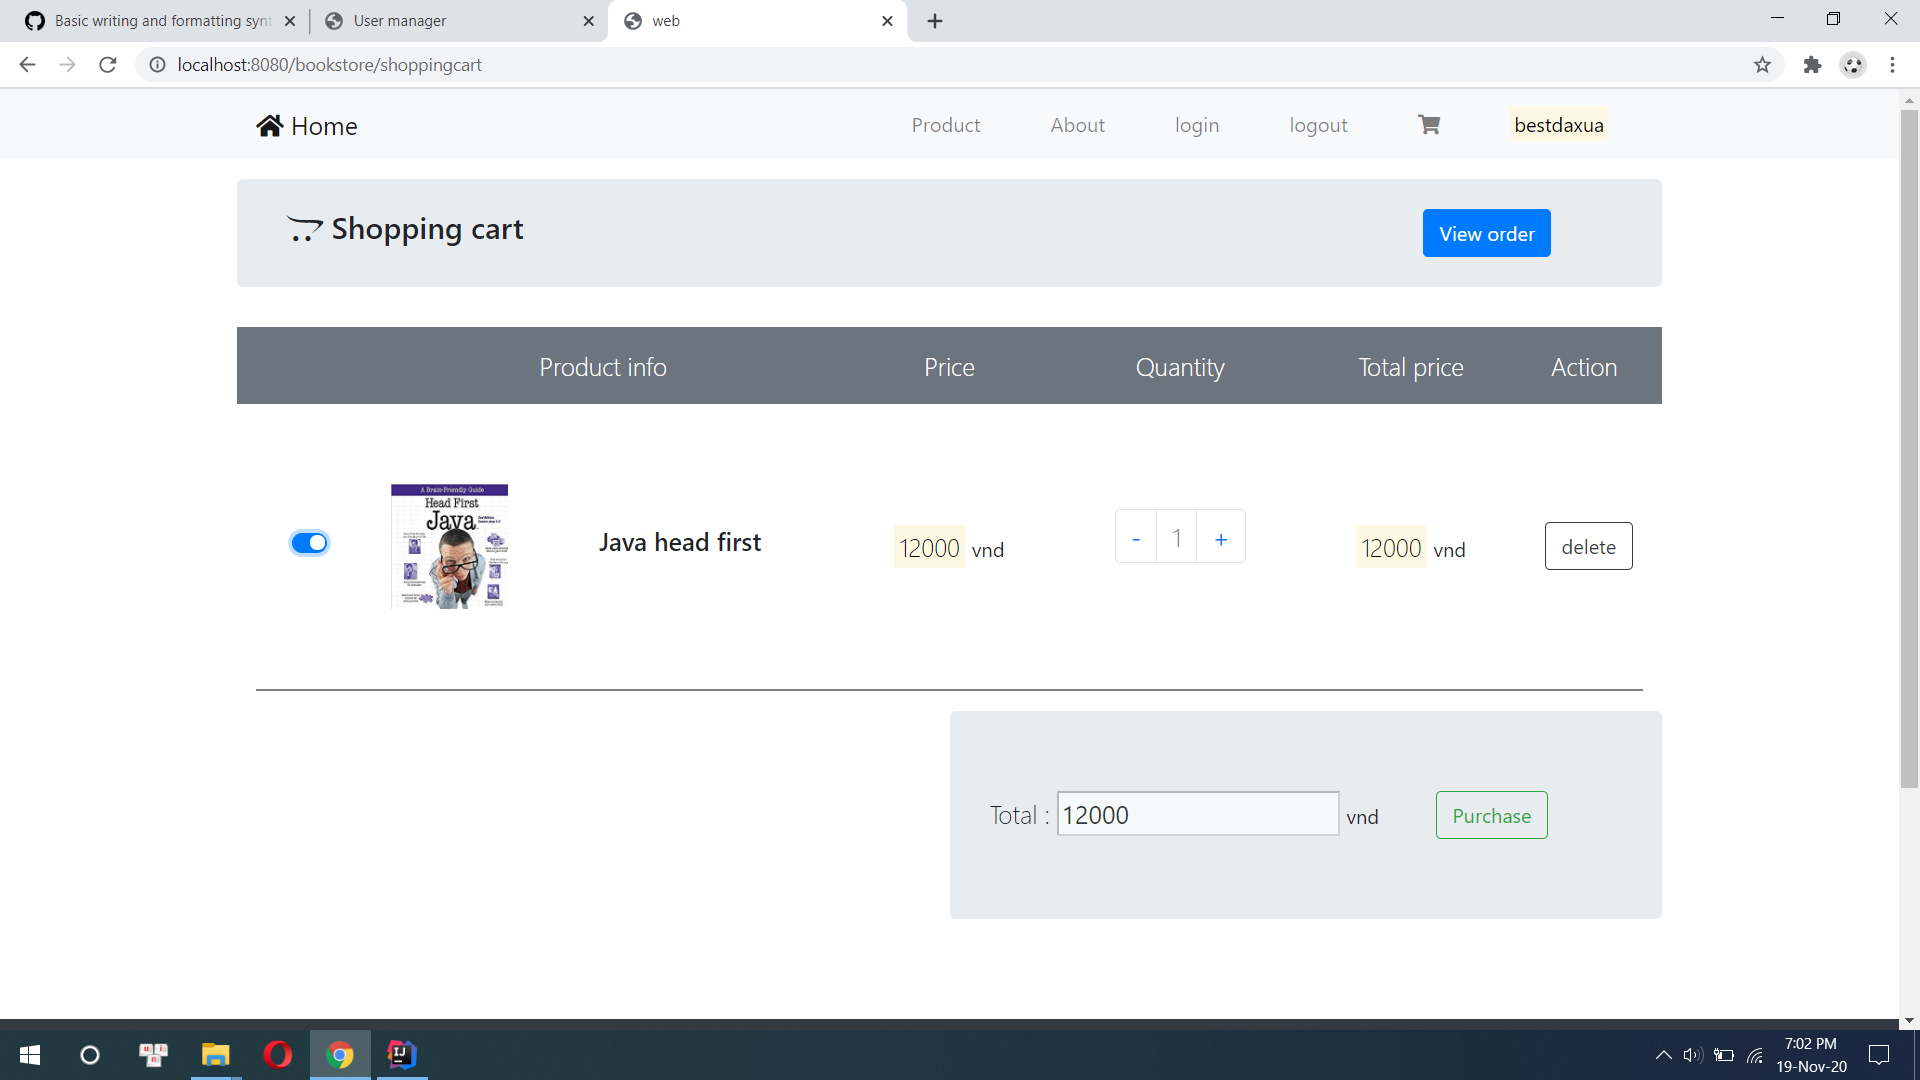 Basic writing and formatting synt
User manager
web
localhost:8080/bookstore/shoppingcart
Home
Product
About
login
logout
bestdaxua
Shopping cart
View order
Product info
Price
Quantity
Total price
Action
A Brain-Friendly Guide
Head First
Java
Java head first
12000 vnd
- 1 +
12000 vnd
delete
Total : 12000 vnd
Purchase
7:02 PM
19-Nov-20